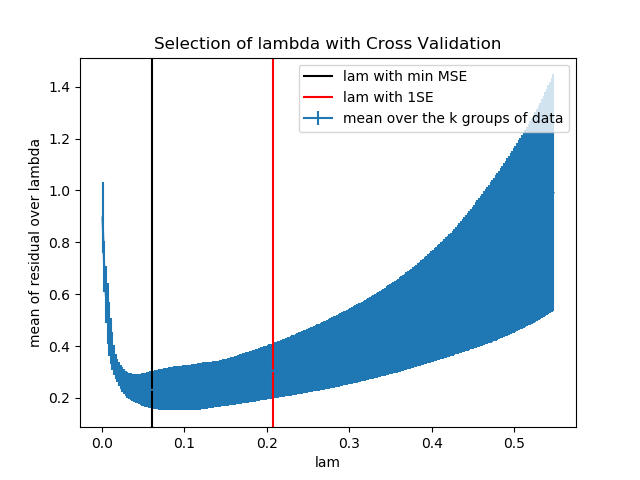 Selection of lambda with Cross Validation
lam with min MSE
lam with 1SE
mean over the k groups of data
mean of residual over lambda
1.4
1.2
1.0
0.8
0.6
0.4
0.2
0.0 0.1 0.2 0.3 0.4 0.5
lam